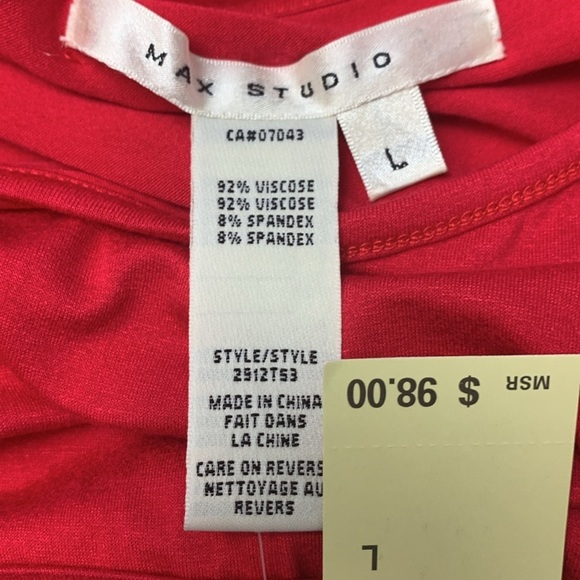 MAX STUDIO
L
CA#07043
92% VISCOSE
92% VISCOSE
8% SPANDEX
8% SPANDEX
STYLE/STYLE
2912T53
MADE IN CHINA
FAIT DANS
LA CHINE
CARE ON REVERS
NETTOYAGE AU
REVERS
MSR $ 98.00
L